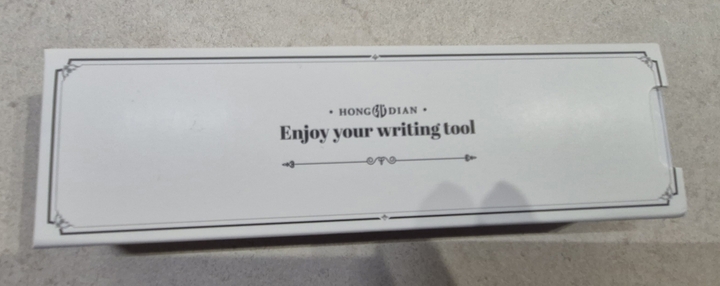 • HONG DIAN •
Enjoy your writing tool